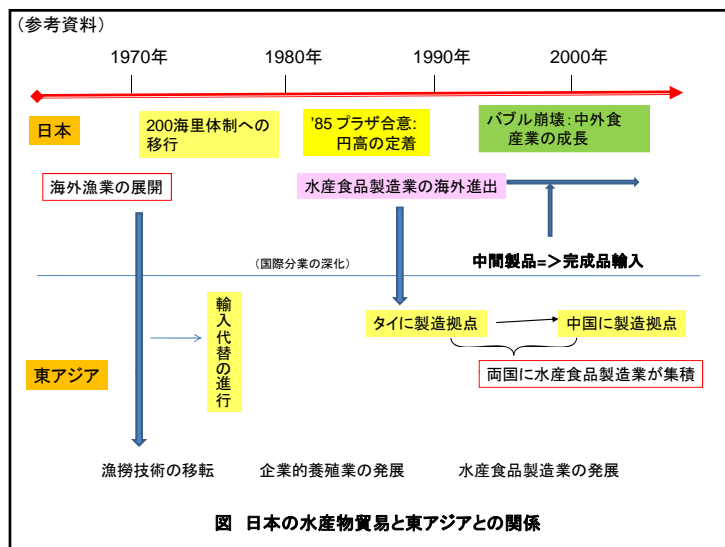 (参考資料)
1970年 1980年 1990年 2000年
日本
200海里体制への
移行
’85 プラザ合意:
円高の定着
バブル崩壊:中外食
産業の成長
海外漁業の展開
水産食品製造業の海外進出
中間製品=>完成品輸入
(国際分業の深化)
輸入代替の進行
タイに製造拠点
中国に製造拠点
東アジア
両国に水産食品製造業が集積
漁撈技術の移転 企業的養殖業の発展 水産食品製造業の発展
図 日本の水産物貿易と東アジアとの関係